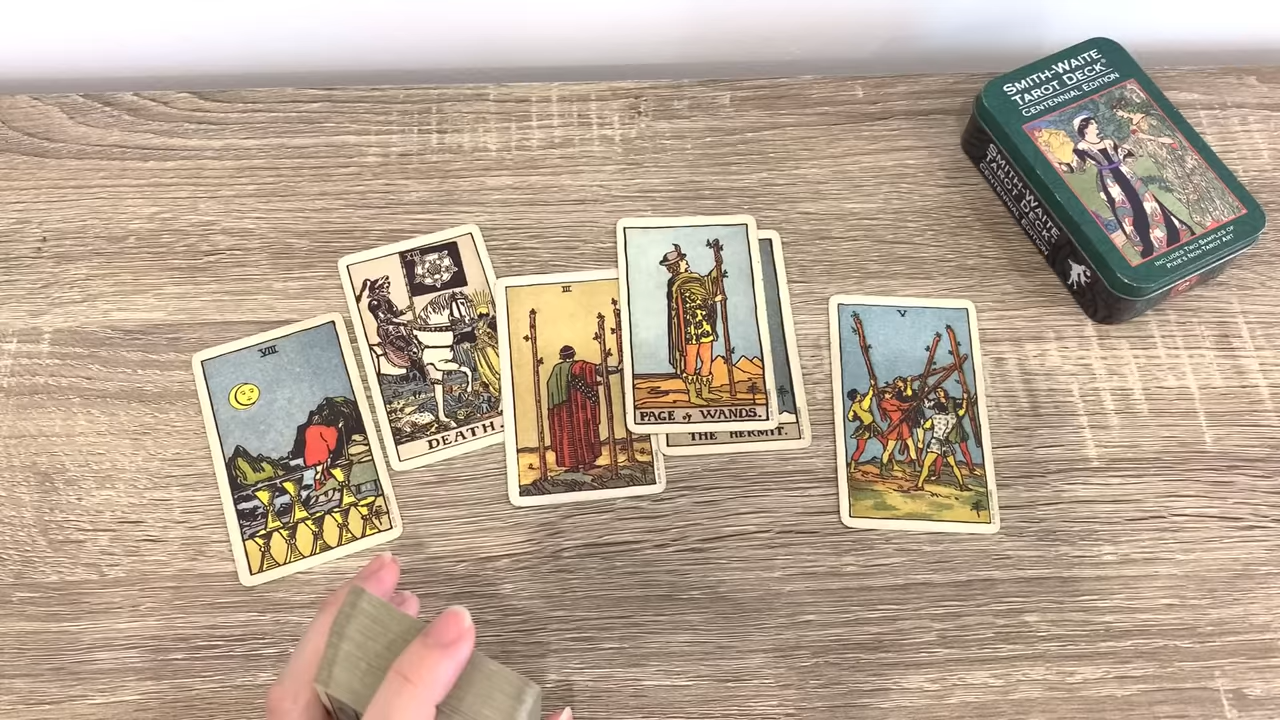 SMITH-WAITE
TAROT DECK®
CENTENNIAL EDITION
SMITH-WAITE
TAROT DECK®
CENTENNIAL EDITION
INCLUDES TWO SAMPLES OF
PIXIE'S NON-TAROT ART
VIII
XIII
DEATH.
III
PAGE of WANDS.
THE HERMIT.
V